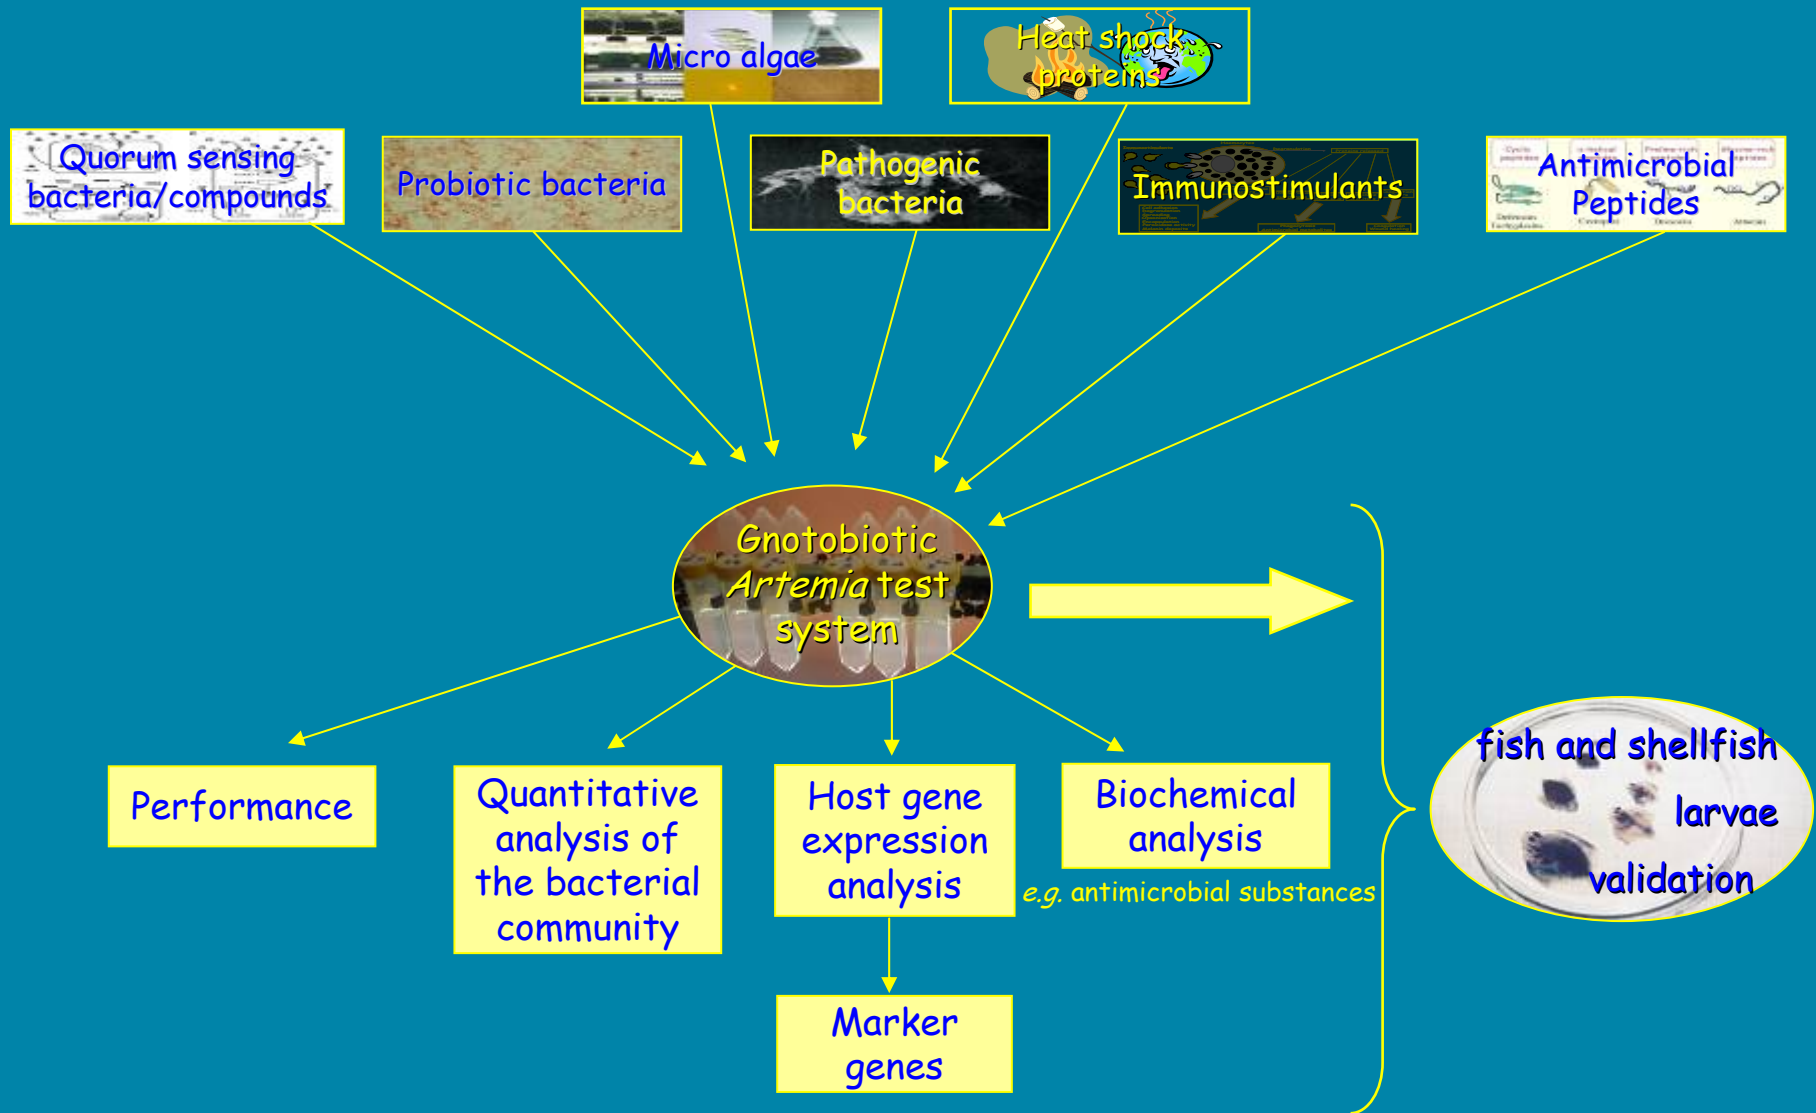 Micro algae
Heat shock
proteins
Quorum sensing
bacteria/compounds
Probiotic bacteria
Pathogenic
bacteria
Immunostimulants
Antimicrobial
Peptides
Gnotobiotic
Artemia test
system
Performance
Quantitative
analysis of
the bacterial
community
Host gene
expression
analysis
Biochemical
analysis
e.g. antimicrobial substances
Marker
genes
fish and shellfish
larvae
validation